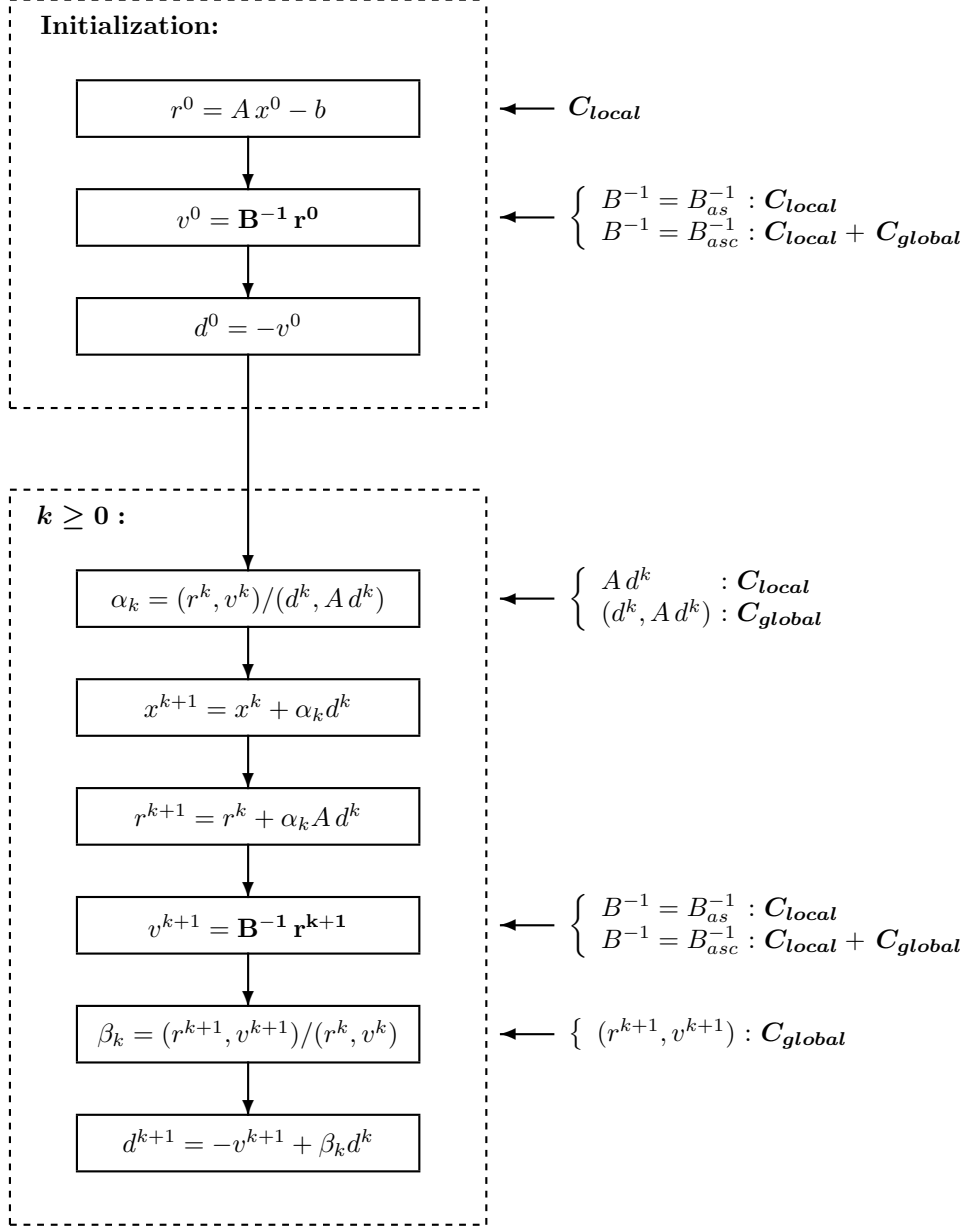 Initialization:
r^0 = A x^0 − b
C_local
v^0 = B^{−1} r^0
{ B^{−1} = B_{as}^{−1} : C_local
B^{−1} = B_{asc}^{−1} : C_local + C_global
d^0 = −v^0
k ≥ 0 :
α_k = (r^k, v^k)/(d^k, A d^k)
{ A d^k : C_local
(d^k, A d^k) : C_global
x^{k+1} = x^k + α_k d^k
r^{k+1} = r^k + α_k A d^k
v^{k+1} = B^{−1} r^{k+1}
{ B^{−1} = B_{as}^{−1} : C_local
B^{−1} = B_{asc}^{−1} : C_local + C_global
β_k = (r^{k+1}, v^{k+1})/(r^k, v^k)
{ (r^{k+1}, v^{k+1}) : C_global
d^{k+1} = −v^{k+1} + β_k d^k